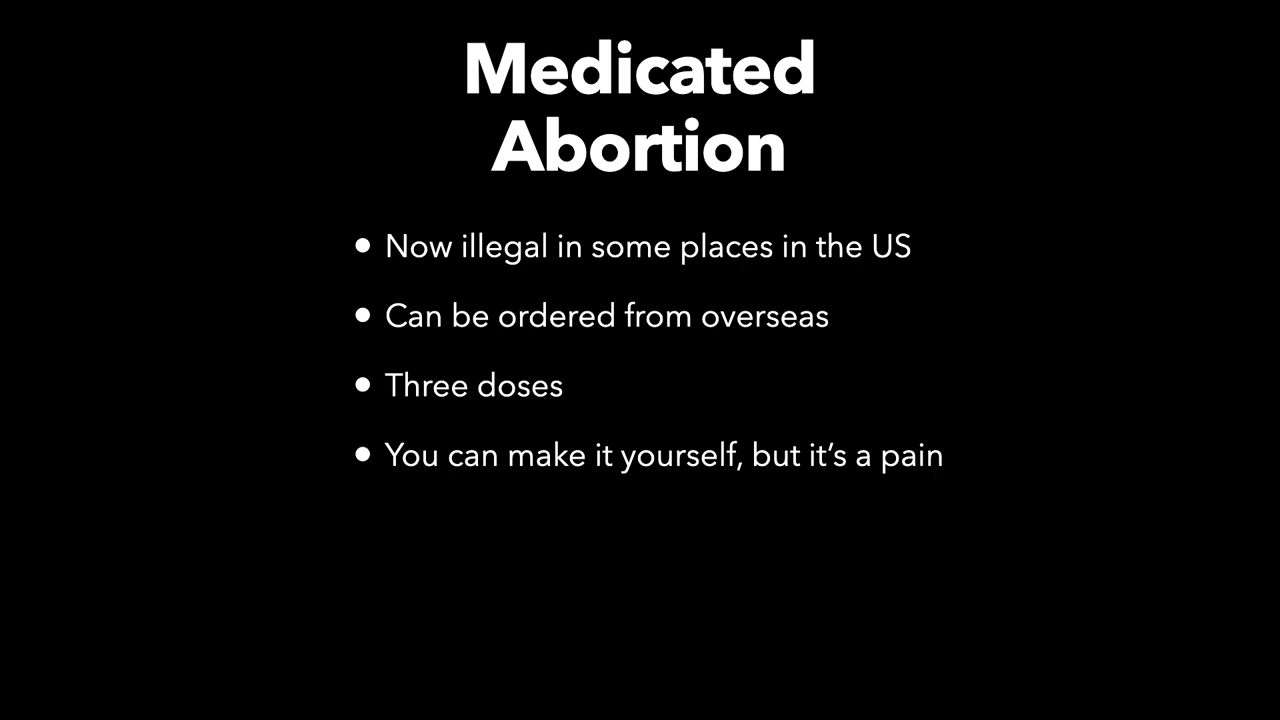 Medicated
Abortion
• Now illegal in some places in the US
• Can be ordered from overseas
• Three doses
• You can make it yourself, but it’s a pain